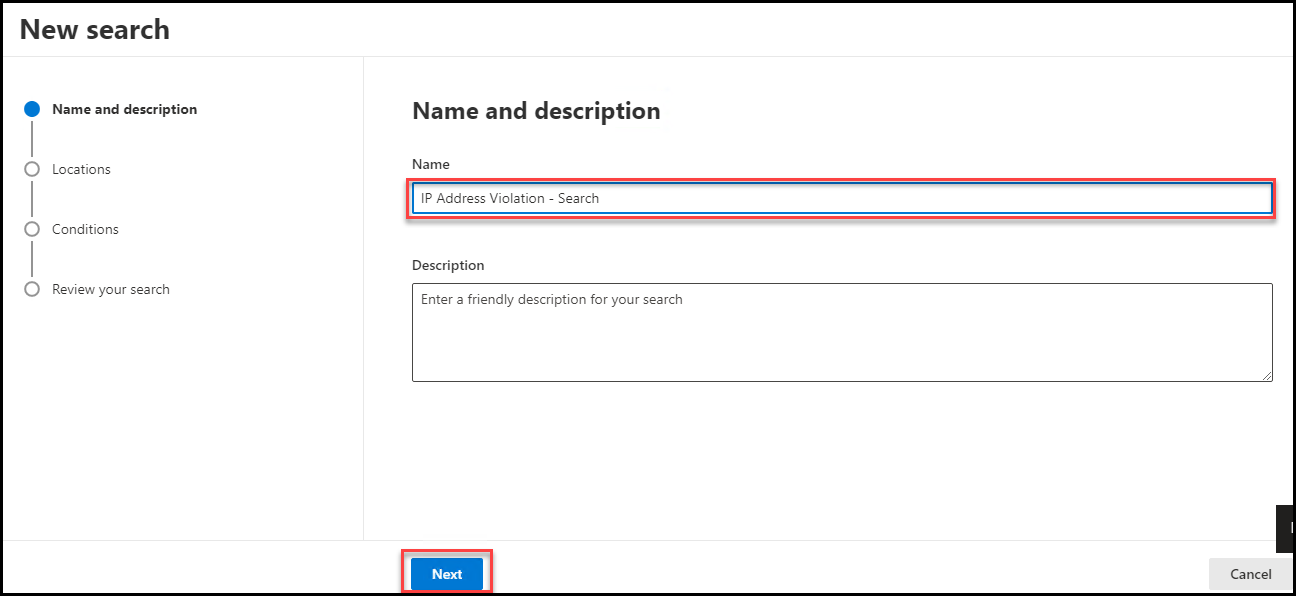 New search
Name and description
Locations
Conditions
Review your search
Name and description
Name
IP Address Violation - Search
Description
Enter a friendly description for your search
Next
Cancel